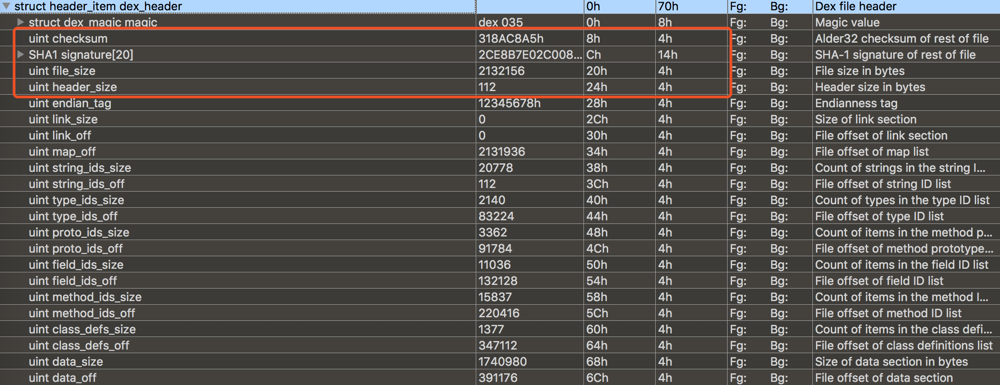 struct header_item dex_header 0h 70h Fg: Bg: Dex file header
struct dex_magic magic dex 035 0h 8h Fg: Bg: Magic value
uint checksum 318AC8A5h 8h 4h Fg: Bg: Alder32 checksum of rest of file
SHA1 signature[20] 2CE8B7E02C008... Ch 14h Fg: Bg: SHA-1 signature of rest of file
uint file_size 2132156 20h 4h Fg: Bg: File size in bytes
uint header_size 112 24h 4h Fg: Bg: Header size in bytes
uint endian_tag 12345678h 28h 4h Fg: Bg: Endianness tag
uint link_size 0 2Ch 4h Fg: Bg: Size of link section
uint link_off 0 30h 4h Fg: Bg: File offset of link section
uint map_off 2131936 34h 4h Fg: Bg: File offset of map list
uint string_ids_size 20778 38h 4h Fg: Bg: Count of strings in the string I...
uint string_ids_off 112 3Ch 4h Fg: Bg: File offset of string ID list
uint type_ids_size 2140 40h 4h Fg: Bg: Count of types in the type ID list
uint type_ids_off 83224 44h 4h Fg: Bg: File offset of type ID list
uint proto_ids_size 3362 48h 4h Fg: Bg: Count of items in the method p...
uint proto_ids_off 91784 4Ch 4h Fg: Bg: File offset of method prototype...
uint field_ids_size 11036 50h 4h Fg: Bg: Count of items in the field ID list
uint field_ids_off 132128 54h 4h Fg: Bg: File offset of field ID list
uint method_ids_size 15837 58h 4h Fg: Bg: Count of items in the method I...
uint method_ids_off 220416 5Ch 4h Fg: Bg: File offset of method ID list
uint class_defs_size 1377 60h 4h Fg: Bg: Count of items in the class defi...
uint class_defs_off 347112 64h 4h Fg: Bg: File offset of class definitions list
uint data_size 1740980 68h 4h Fg: Bg: Size of data section in bytes
uint data_off 391176 6Ch 4h Fg: Bg: File offset of data section